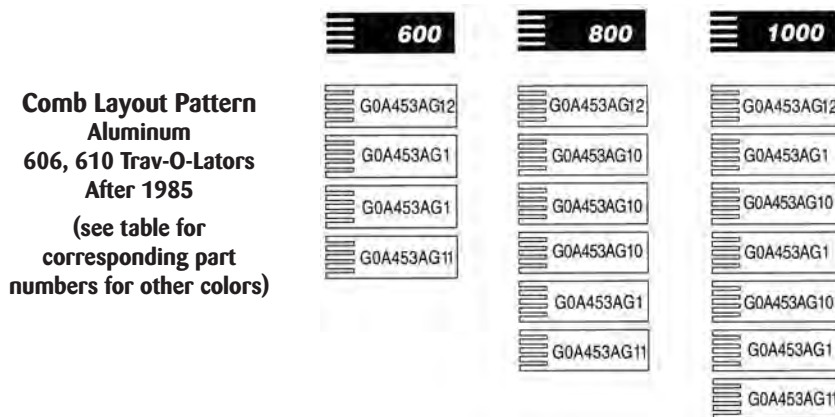 Comb Layout Pattern
Aluminum
606, 610 Trav-O-Lators
After 1985
(see table for
corresponding part
numbers for other colors)
600
G0A453AG12
G0A453AG1
G0A453AG1
G0A453AG11
800
G0A453AG12
G0A453AG10
G0A453AG10
G0A453AG10
G0A453AG1
G0A453AG11
1000
G0A453AG12
G0A453AG1
G0A453AG10
G0A453AG1
G0A453AG10
G0A453AG1
G0A453AG11